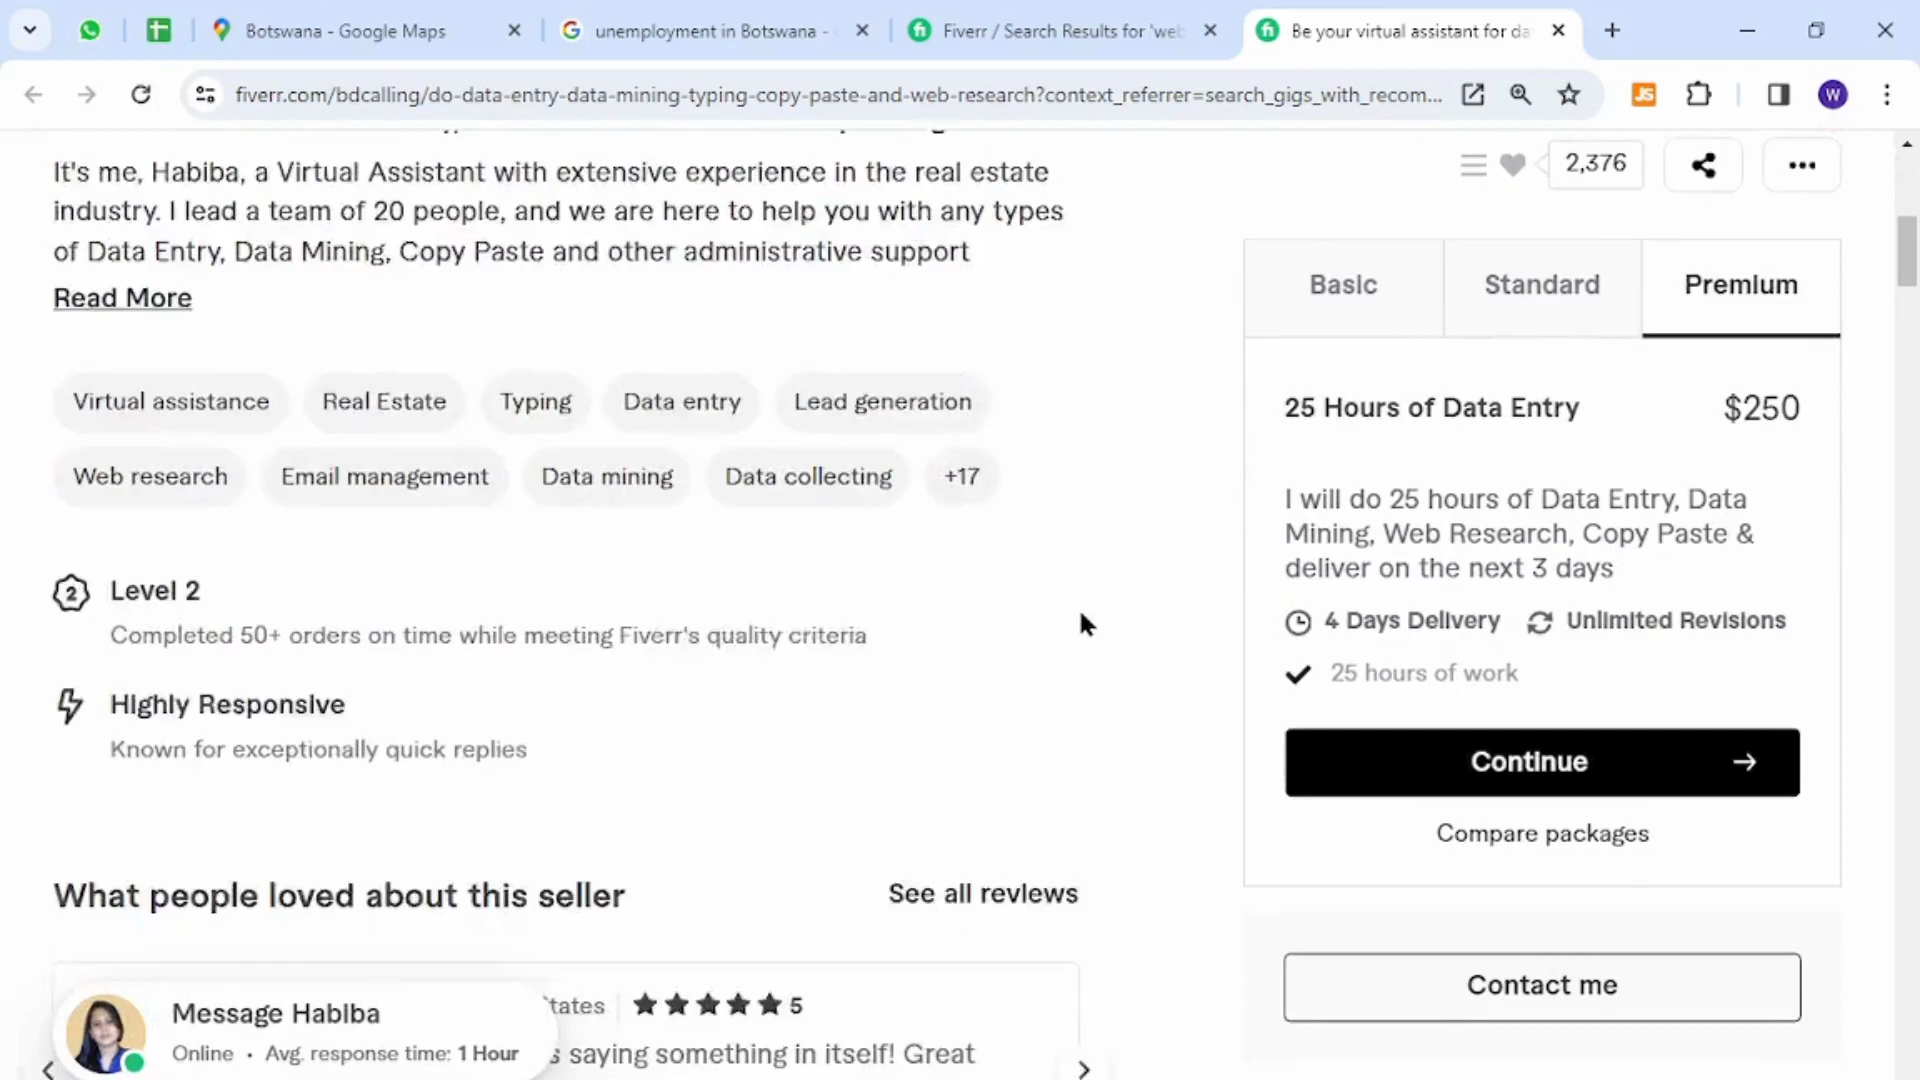 Botswana - Google Maps
unemployment in Botswana -
Fiverr / Search Results for 'web
Be your virtual assistant for da
fiverr.com/bdcalling/do-data-entry-data-mining-typing-copy-paste-and-web-research?context_referrer=search_gigs_with_recom...
JS
W
It's me, Habiba, a Virtual Assistant with extensive experience in the real estate
industry. I lead a team of 20 people, and we are here to help you with any types
of Data Entry, Data Mining, Copy Paste and other administrative support
Read More
Virtual assistance
Real Estate
Typing
Data entry
Lead generation
Web research
Email management
Data mining
Data collecting
+17
2 Level 2
Completed 50+ orders on time while meeting Fiverr's quality criteria
Highly Responsive
Known for exceptionally quick replies
What people loved about this seller
See all reviews
tates
5
s saying something in itself! Great
Message Habiba
Online • Avg. response time: 1 Hour
2,376
Basic
Standard
Premium
25 Hours of Data Entry
$250
I will do 25 hours of Data Entry, Data
Mining, Web Research, Copy Paste &
deliver on the next 3 days
4 Days Delivery
Unlimited Revisions
25 hours of work
Continue
Compare packages
Contact me